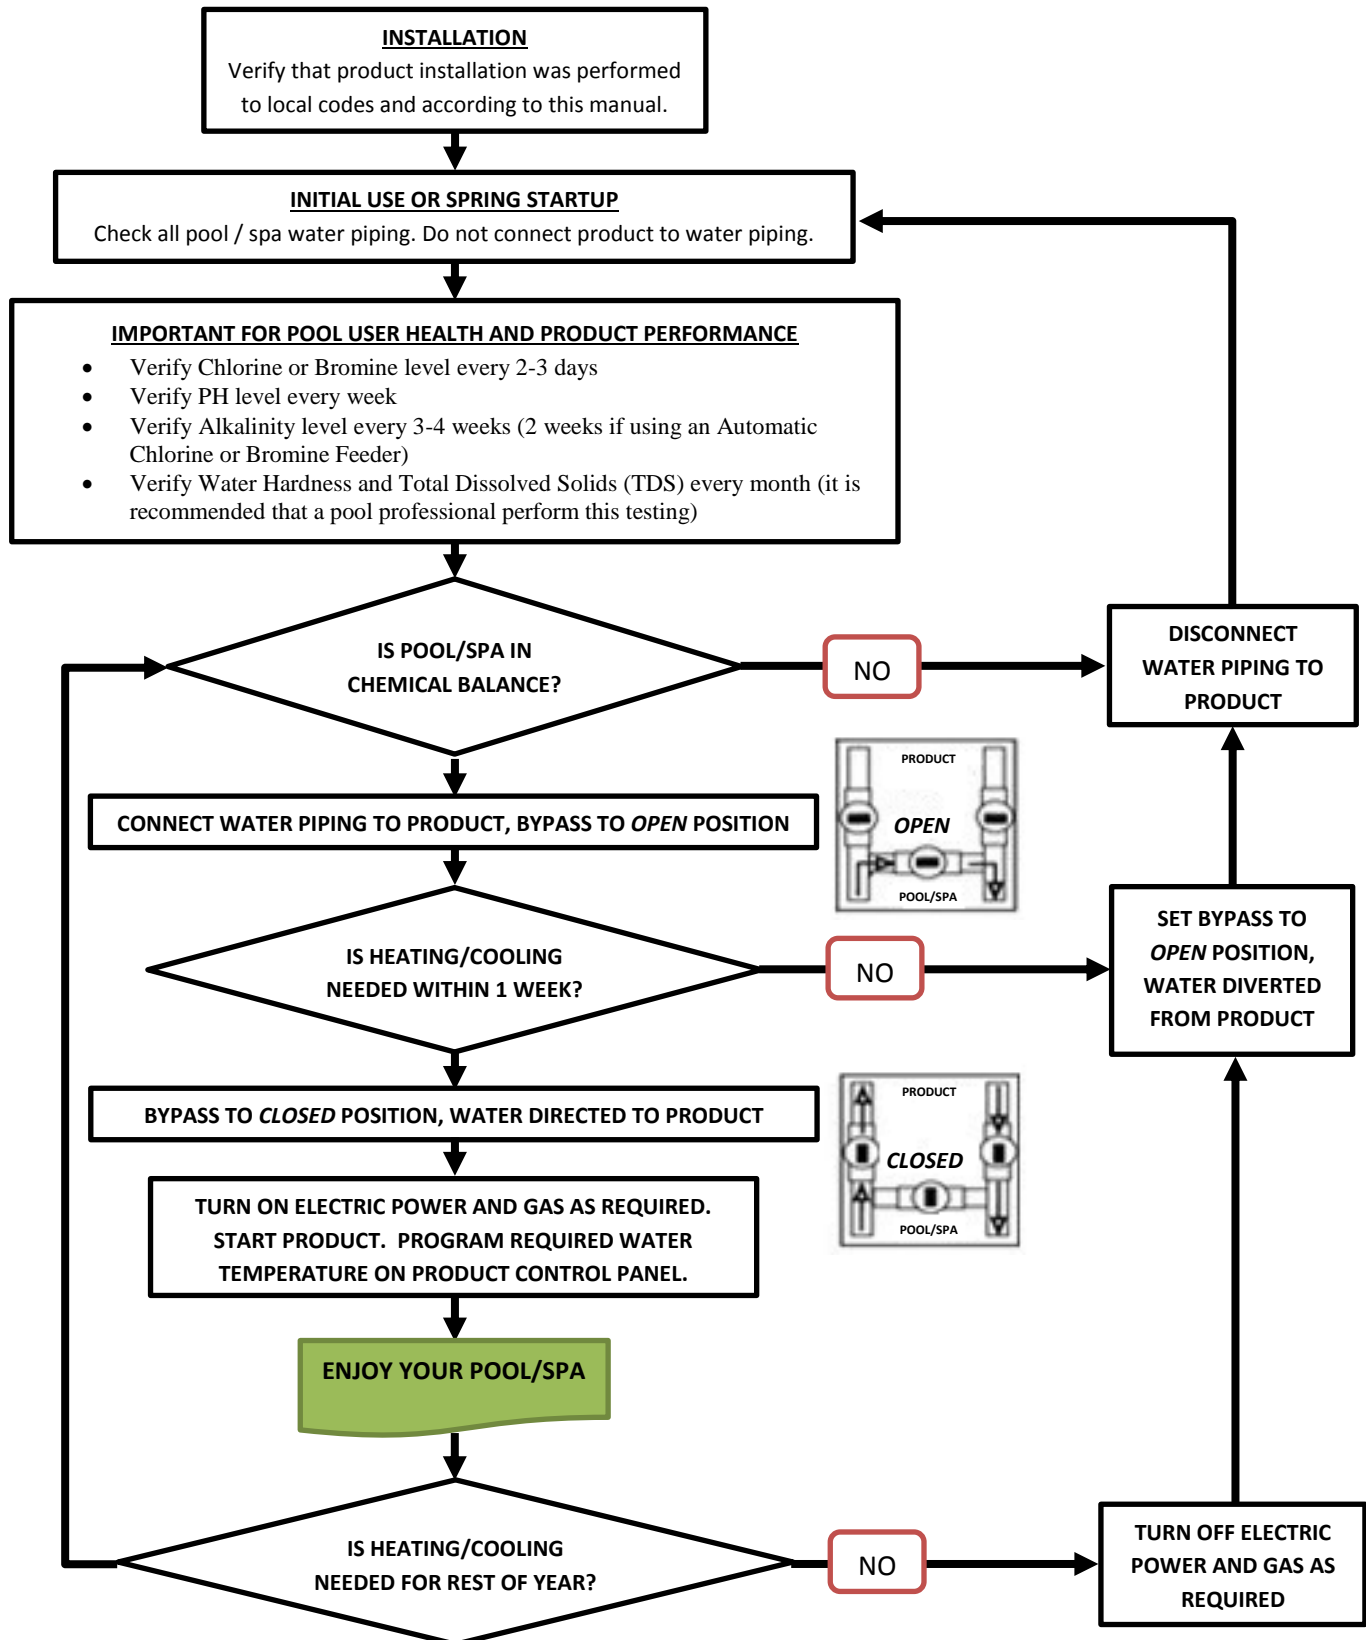 INSTALLATION
Verify that product installation was performed
to local codes and according to this manual.
INITIAL USE OR SPRING STARTUP
Check all pool / spa water piping. Do not connect product to water piping.
IMPORTANT FOR POOL USER HEALTH AND PRODUCT PERFORMANCE
• Verify Chlorine or Bromine level every 2-3 days
• Verify PH level every week
• Verify Alkalinity level every 3-4 weeks (2 weeks if using an Automatic
Chlorine or Bromine Feeder)
• Verify Water Hardness and Total Dissolved Solids (TDS) every month (it is
recommended that a pool professional perform this testing)
IS POOL/SPA IN
CHEMICAL BALANCE?
NO
DISCONNECT
WATER PIPING TO
PRODUCT
CONNECT WATER PIPING TO PRODUCT, BYPASS TO OPEN POSITION
PRODUCT
OPEN
POOL/SPA
IS HEATING/COOLING
NEEDED WITHIN 1 WEEK?
NO
SET BYPASS TO
OPEN POSITION,
WATER DIVERTED
FROM PRODUCT
BYPASS TO CLOSED POSITION, WATER DIRECTED TO PRODUCT
PRODUCT
CLOSED
POOL/SPA
TURN ON ELECTRIC POWER AND GAS AS REQUIRED.
START PRODUCT.  PROGRAM REQUIRED WATER
TEMPERATURE ON PRODUCT CONTROL PANEL.
ENJOY YOUR POOL/SPA
IS HEATING/COOLING
NEEDED FOR REST OF YEAR?
NO
TURN OFF ELECTRIC
POWER AND GAS AS
REQUIRED